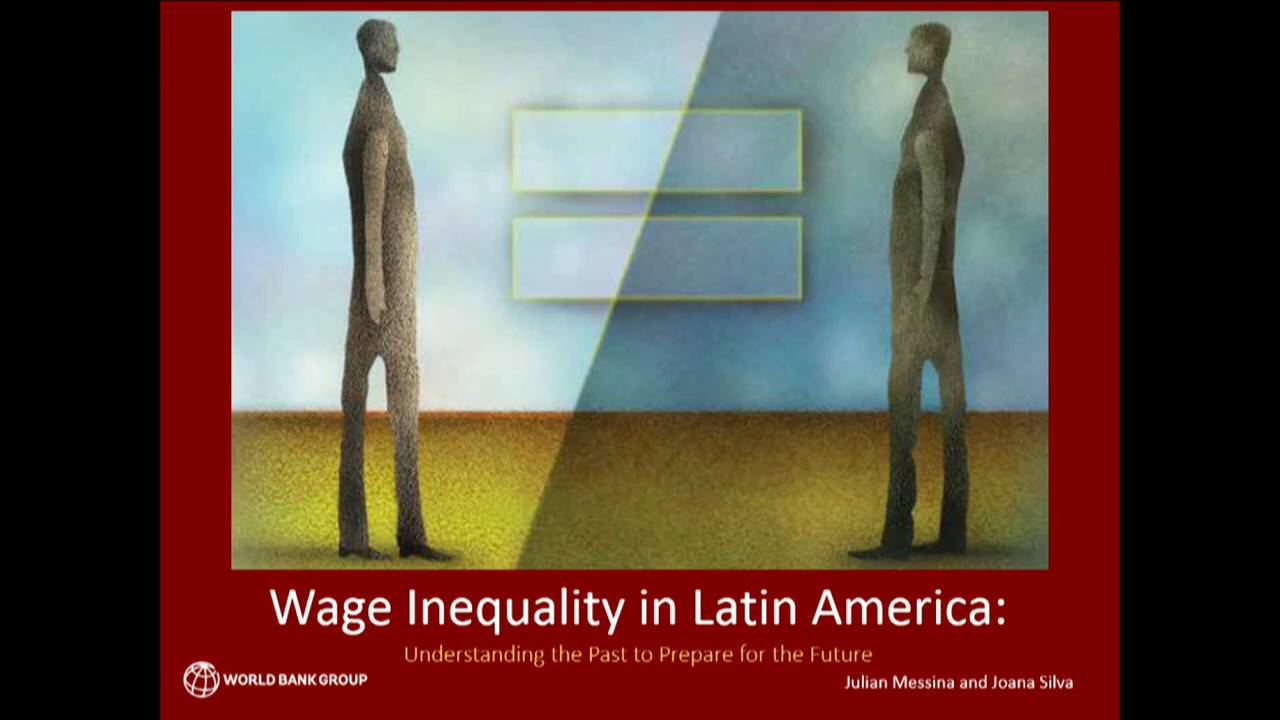 Wage Inequality in Latin America:
Understanding the Past to Prepare for the Future
WORLD BANK GROUP
Julian Messina and Joana Silva